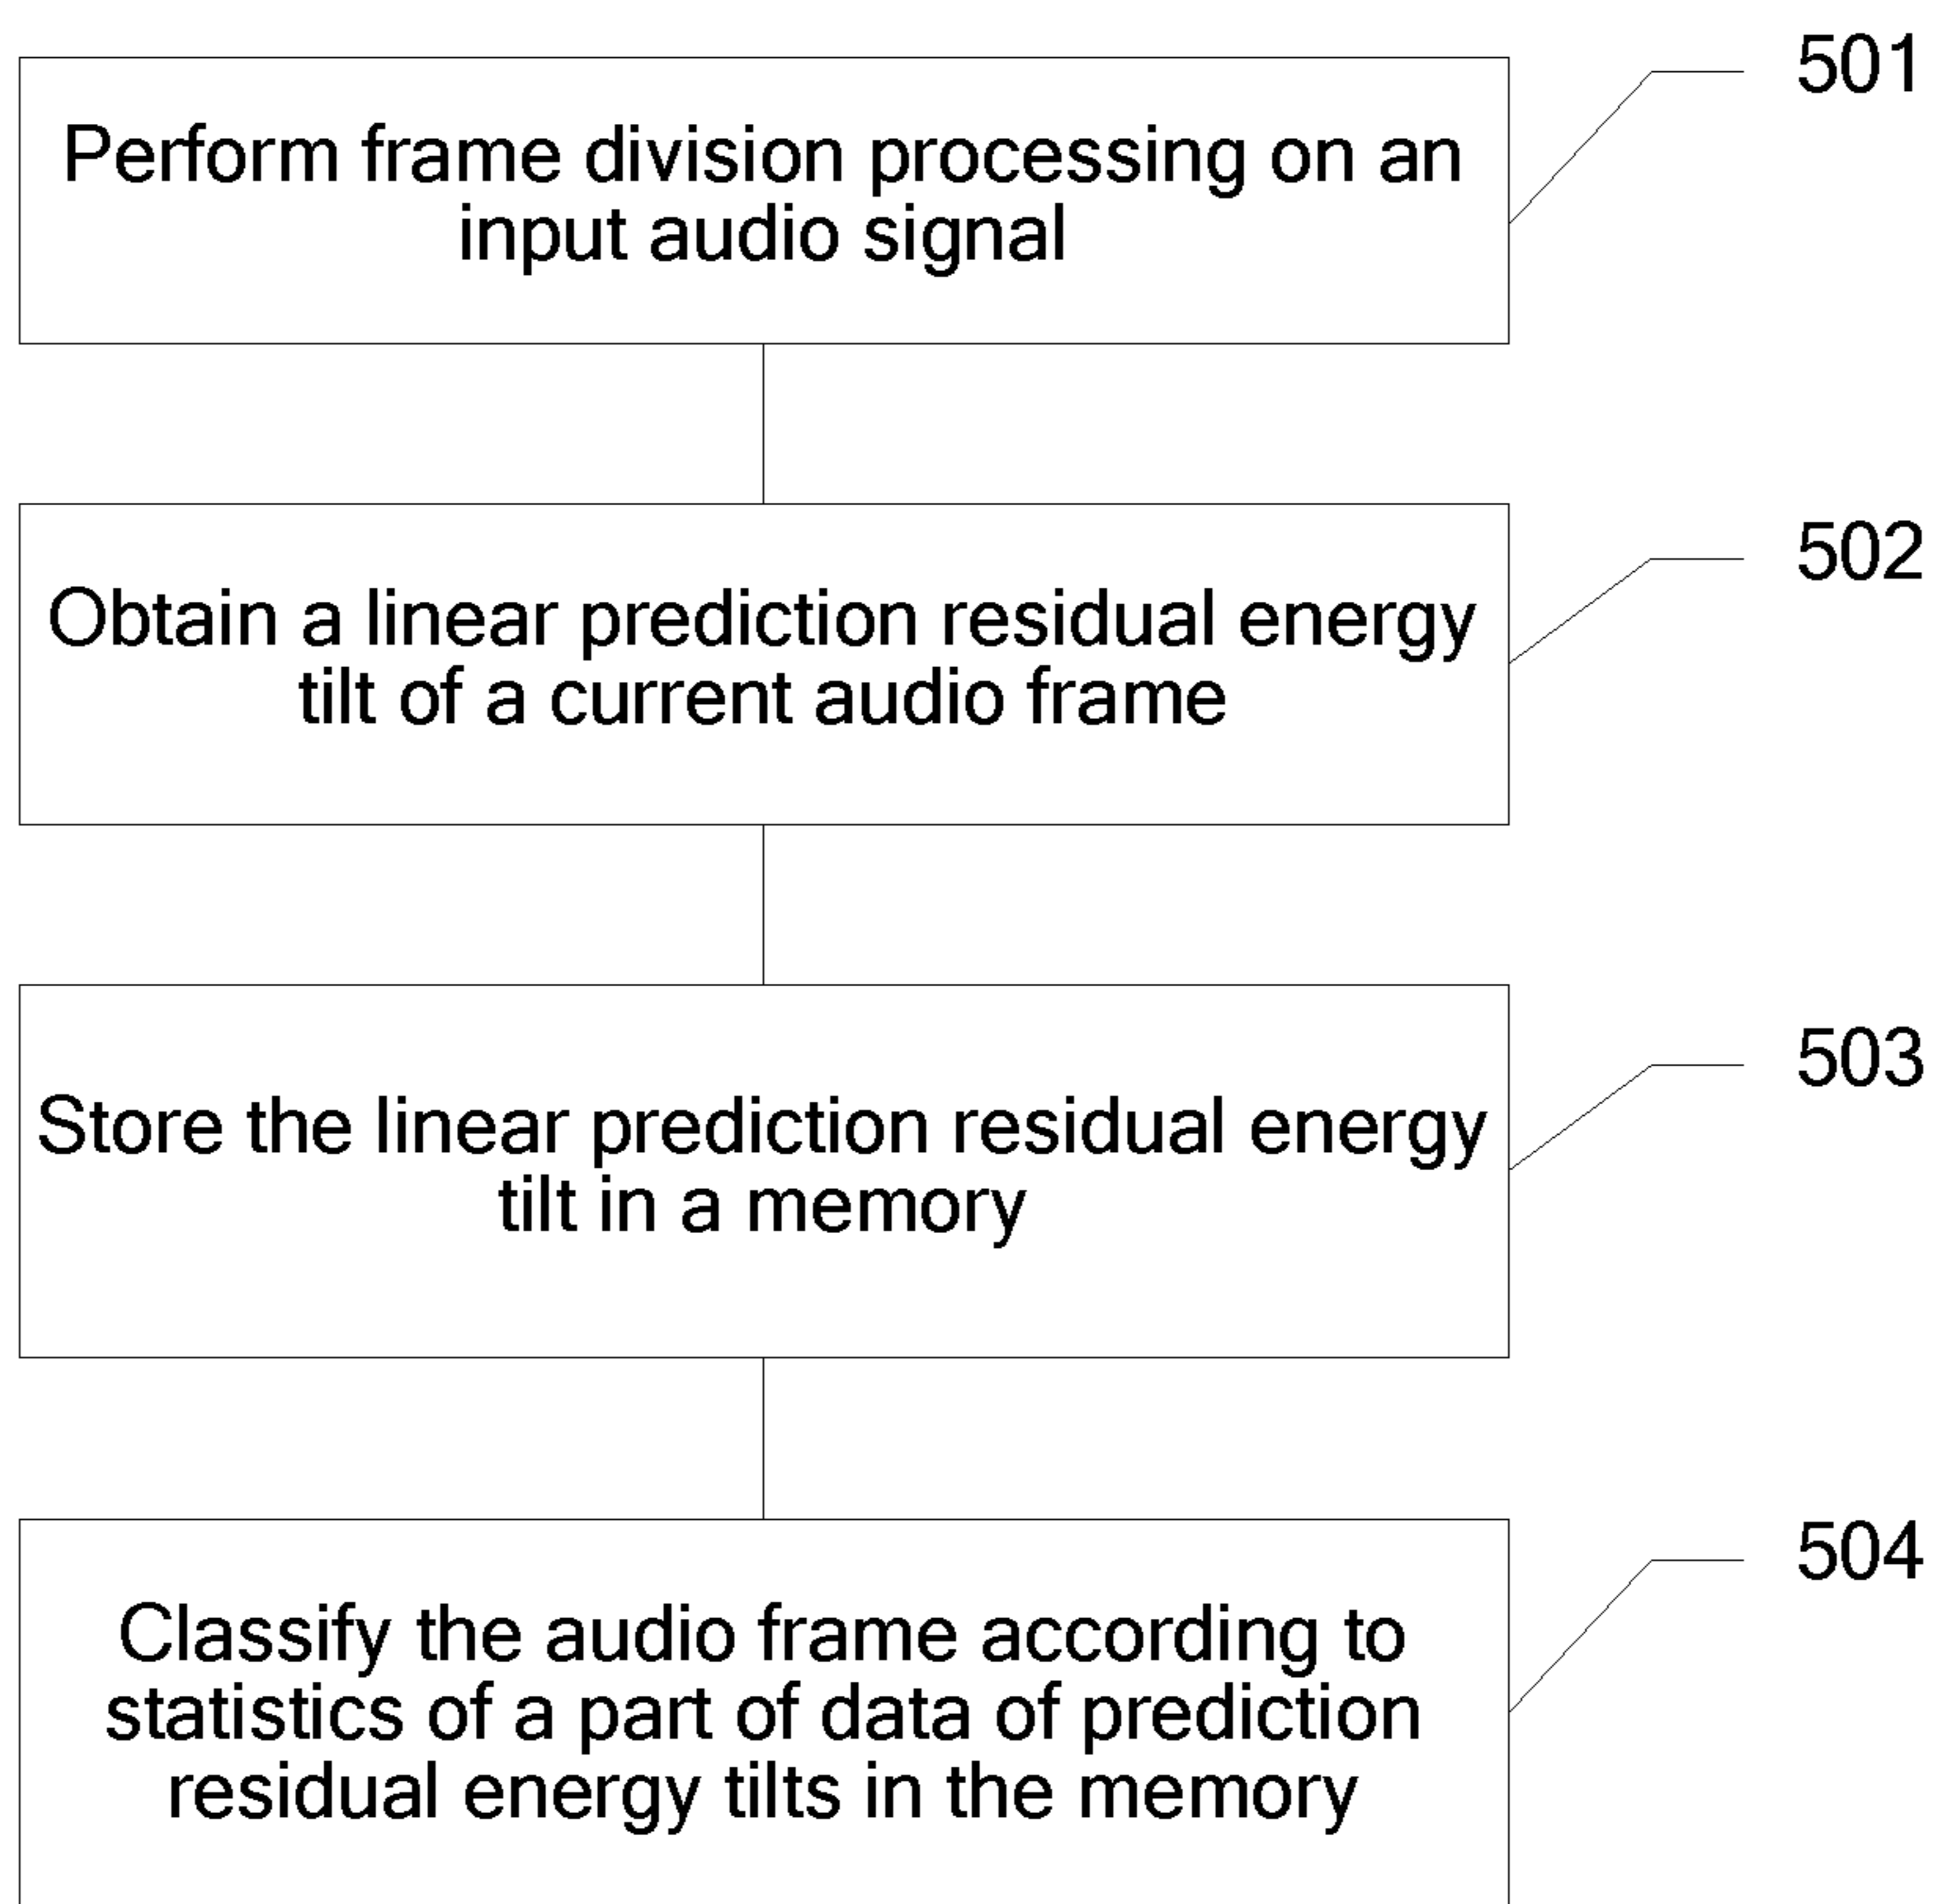 501
Perform frame division processing on an
input audio signal
502
Obtain a linear prediction residual energy
tilt of a current audio frame
503
Store the linear prediction residual energy
tilt in a memory
504
Classify the audio frame according to
statistics of a part of data of prediction
residual energy tilts in the memory